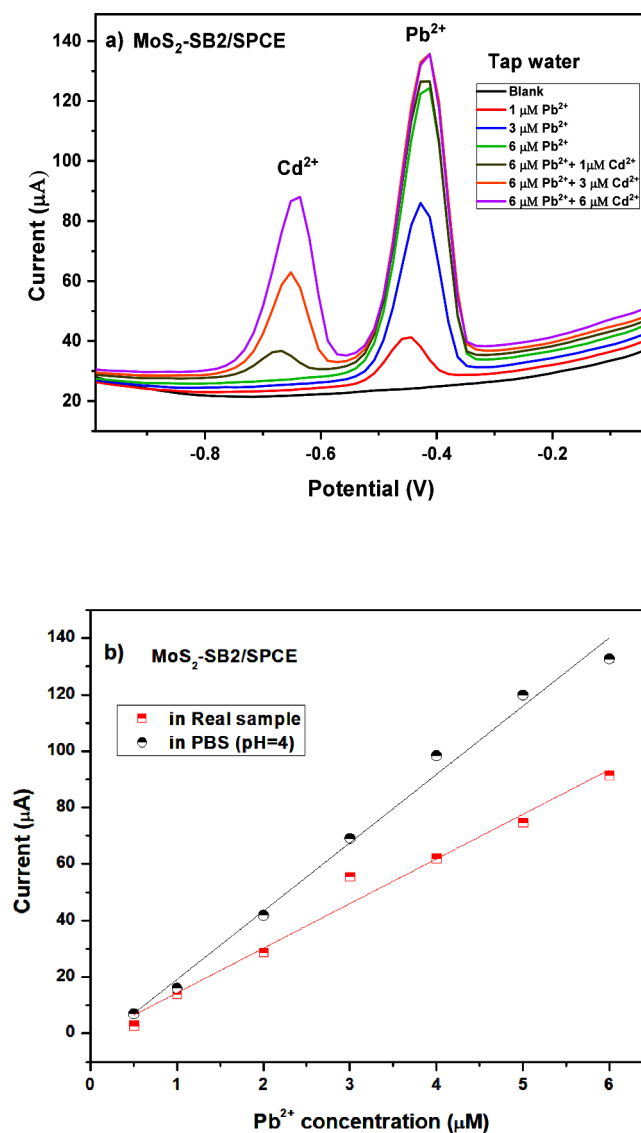 a) MoS₂-SB2/SPCE
Pb²⁺
Cd²⁺
Tap water
Blank
1 μM Pb²⁺
3 μM Pb²⁺
6 μM Pb²⁺
6 μM Pb²⁺+ 1μM Cd²⁺
6 μM Pb²⁺+ 3 μM Cd²⁺
6 μM Pb²⁺+ 6 μM Cd²⁺
Current (μA)
140
120
100
80
60
40
20
-0.8
-0.6
-0.4
-0.2
Potential (V)
b) MoS₂-SB2/SPCE
in Real sample
in PBS (pH=4)
Current (μA)
140
120
100
80
60
40
20
0
0
1
2
3
4
5
6
Pb²⁺ concentration (μM)